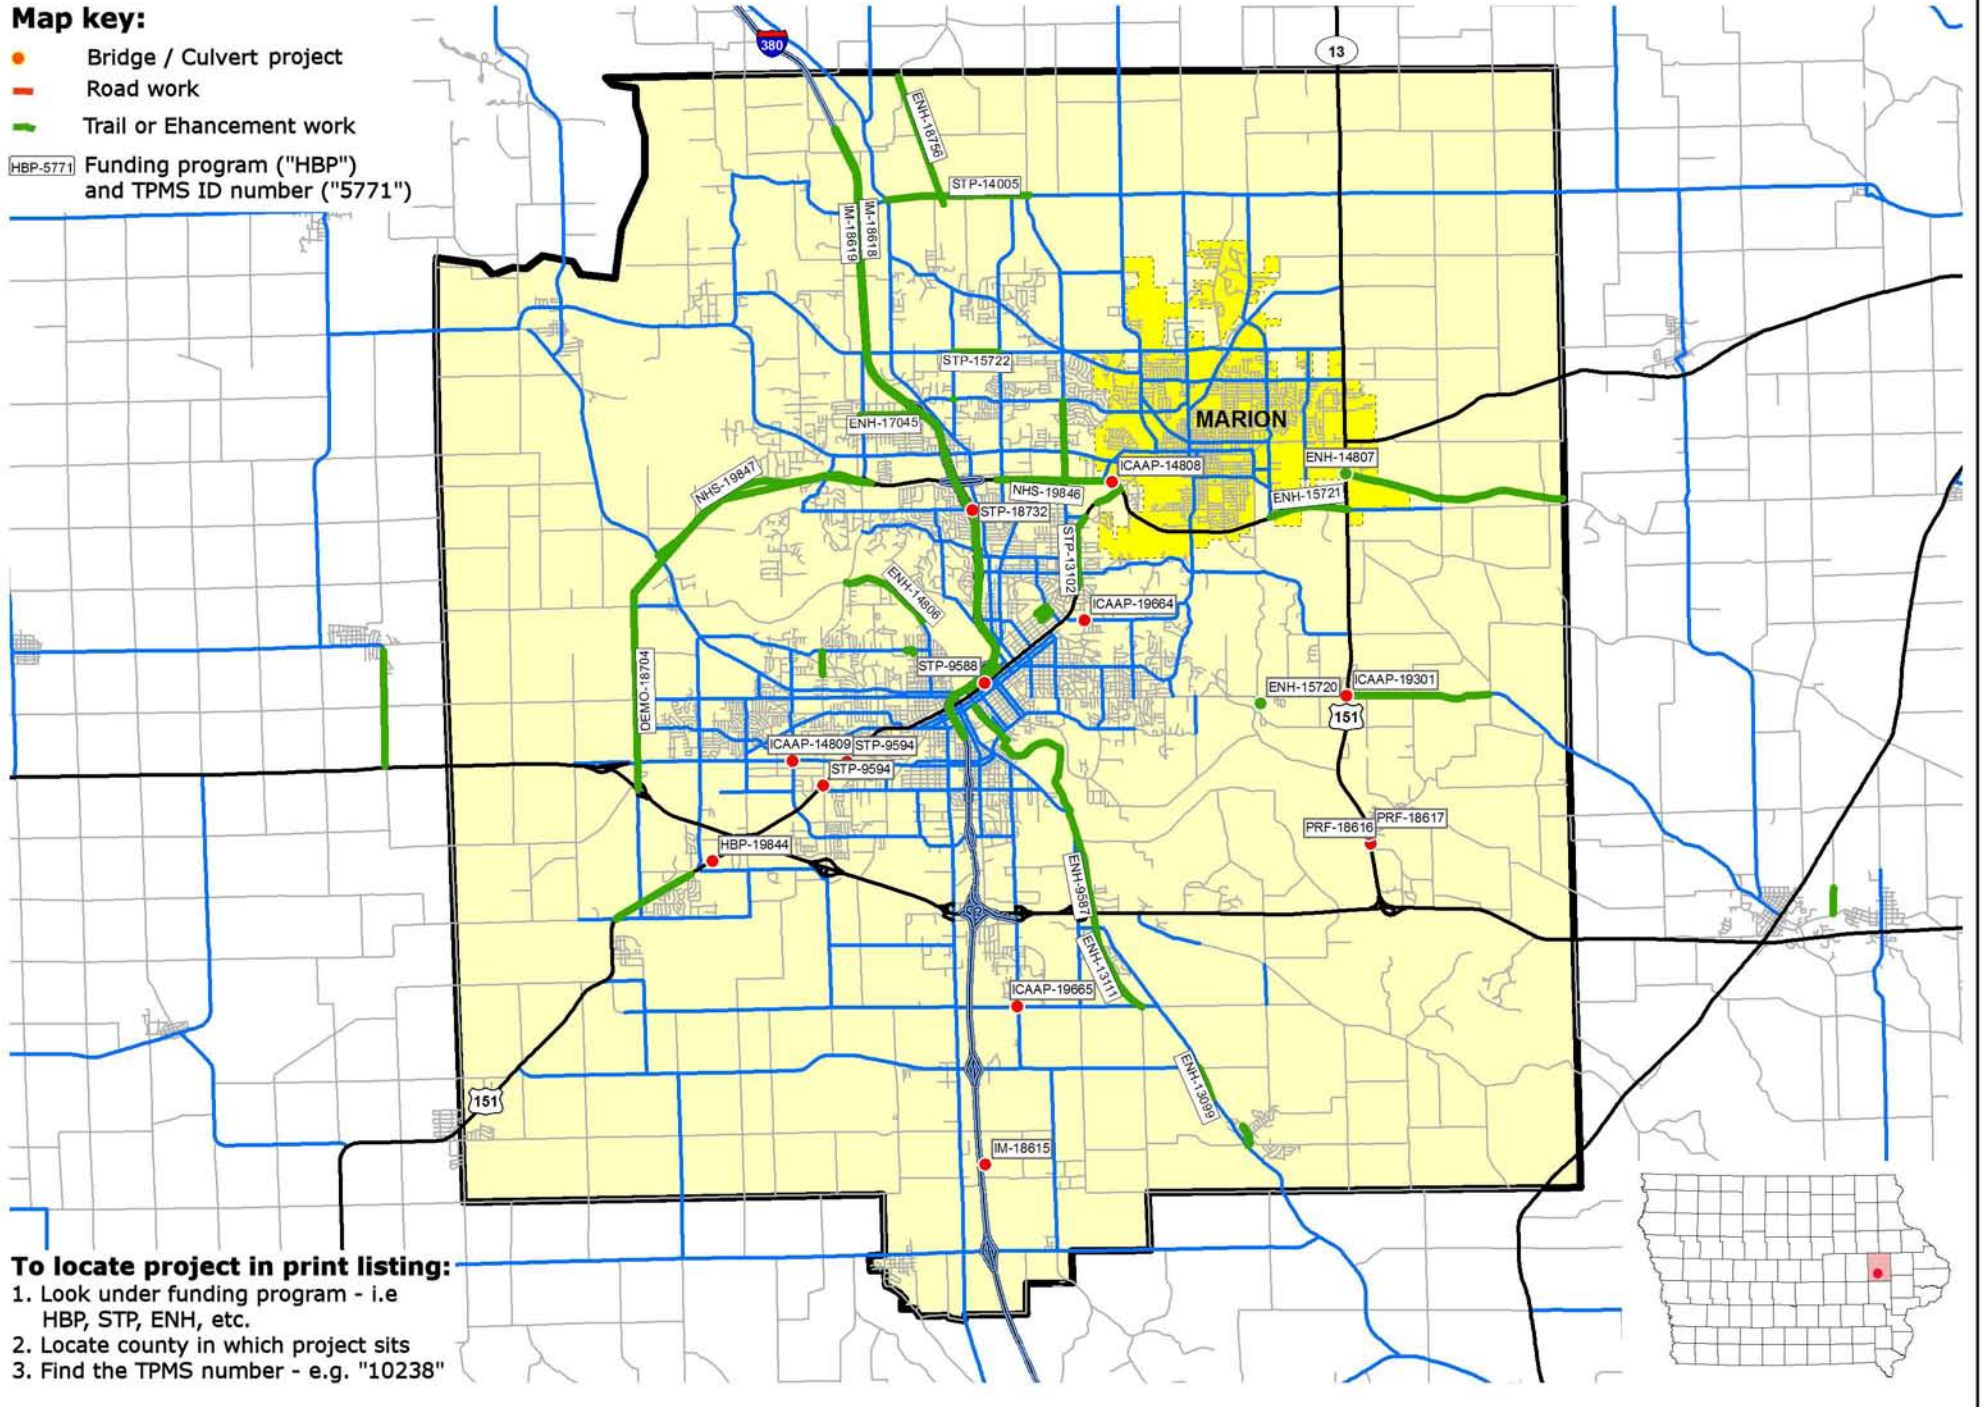 Map key:
Bridge / Culvert project
Road work
Trail or Ehancement work
HBP-5771
Funding program ("HBP")
and TPMS ID number ("5771")
380
13
ENH-18756
STP-14005
IM-18619
IM-18618
STP-15722
ENH-17045
MARION
ICAAP-14808
ENH-14807
NHS-19847
NHS-19846
ENH-15721
STP-18732
STP-13102
ENH-14806
ICAAP-19664
STP-9588
DEMO-18704
ENH-15720
ICAAP-19301
151
ICAAP-14809
STP-9594
STP-9594
PRF-18616
PRF-18617
HBP-19844
ENH-9587
ENH-13111
ICAAP-19665
ENH-13099
151
IM-18615
To locate project in print listing:
1. Look under funding program - i.e
HBP, STP, ENH, etc.
2. Locate county in which project sits
3. Find the TPMS number - e.g. "10238"